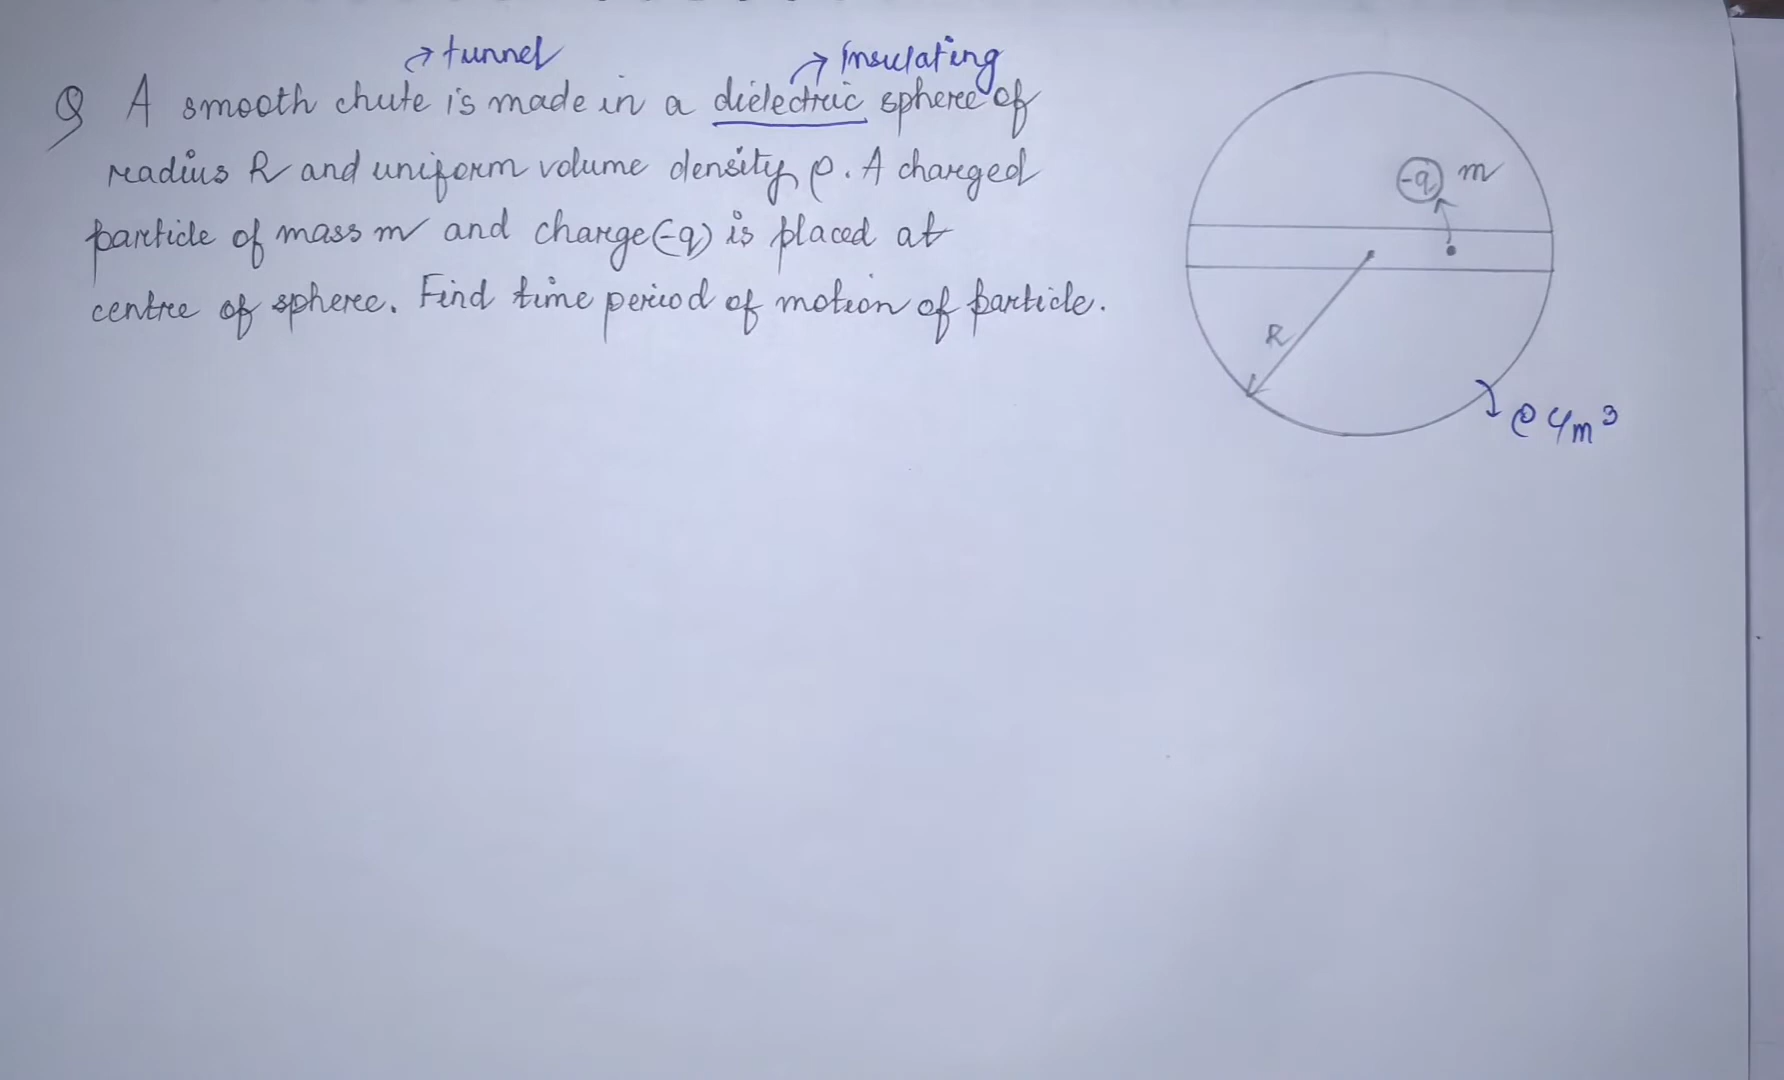 → tunnel → Insulating
Q A smooth chute is made in a dielectric sphere of
radius R and uniform volume density ρ. A charged
particle of mass m and charge (-q) is placed at
centre of sphere. Find time period of motion of particle.
-q m
R
ρ c/m³